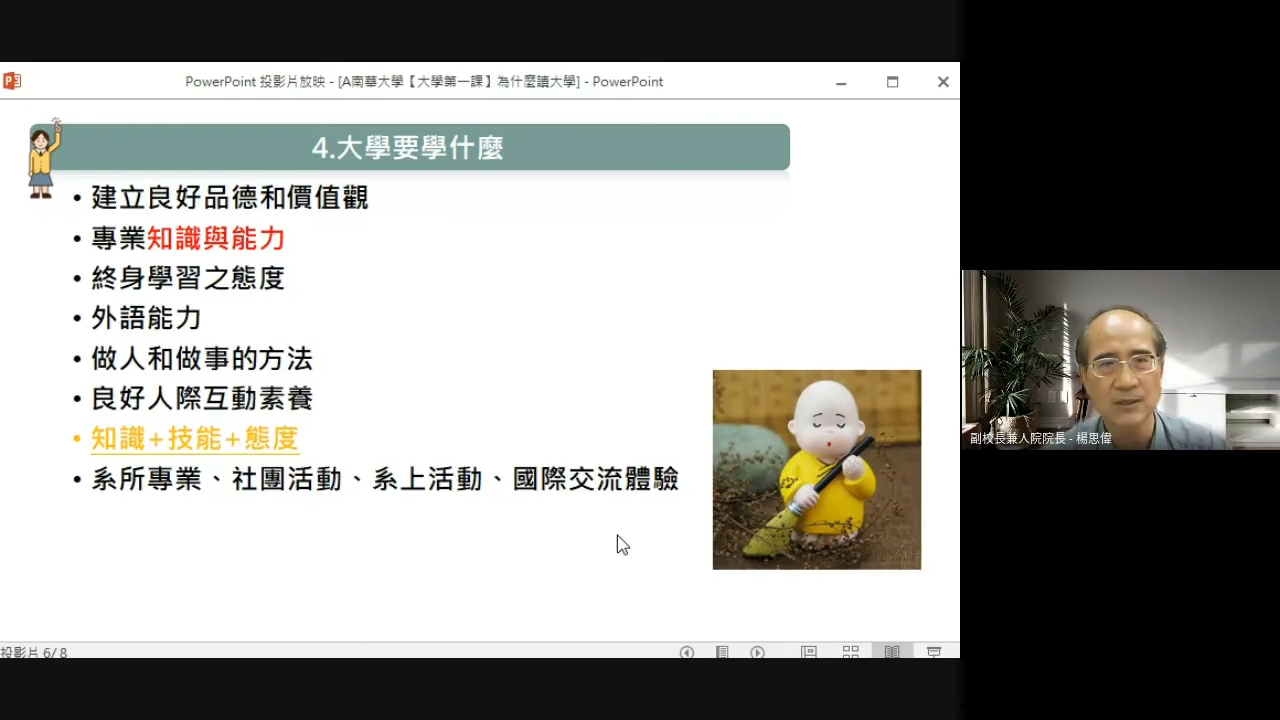 PowerPoint 投影片放映 - [A南華大學【大學第一課】為什麼讀大學] - PowerPoint
4.大學要學什麼
• 建立良好品德和價值觀
• 專業知識與能力
• 終身學習之態度
• 外語能力
• 做人和做事的方法
• 良好人際互動素養
• 知識+技能+態度
• 系所專業、社團活動、系上活動、國際交流體驗
副校長兼人院院長 - 楊思偉
投影片 6/8